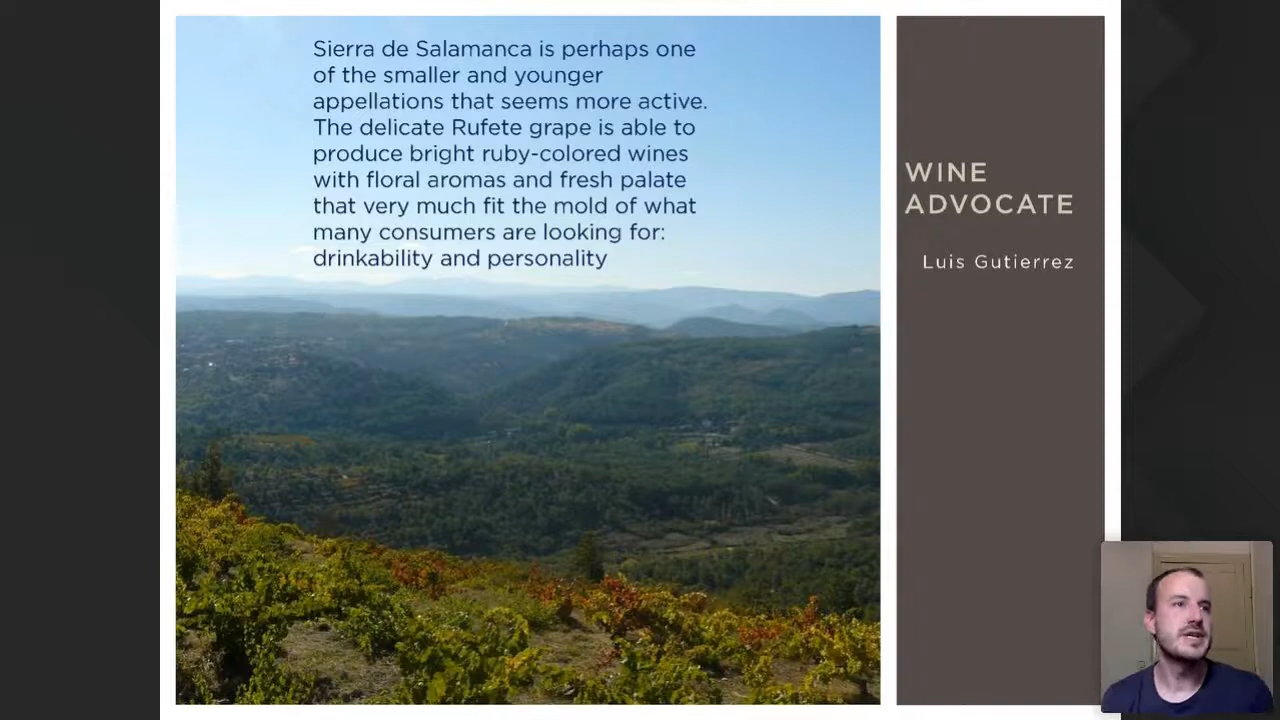 Sierra de Salamanca is perhaps one
of the smaller and younger
appellations that seems more active.
The delicate Rufete grape is able to
produce bright ruby-colored wines
with floral aromas and fresh palate
that very much fit the mold of what
many consumers are looking for:
drinkability and personality
WINE
ADVOCATE
Luis Gutierrez